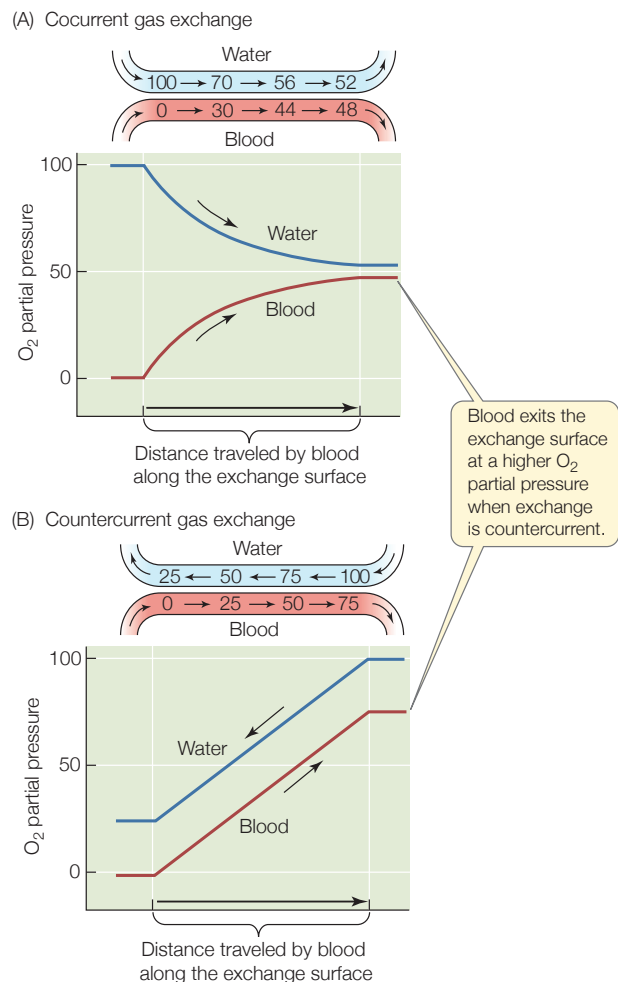 (A) Cocurrent gas exchange
Water
100 → 70 → 56 → 52
0 → 30 → 44 → 48
Blood
100
50
0
O₂ partial pressure
Water
Blood
Distance traveled by blood
along the exchange surface
Blood exits the
exchange surface
at a higher O₂
partial pressure
when exchange
is countercurrent.
(B) Countercurrent gas exchange
Water
25 ← 50 ← 75 ← 100
0 → 25 → 50 → 75
Blood
100
50
0
O₂ partial pressure
Water
Blood
Distance traveled by blood
along the exchange surface